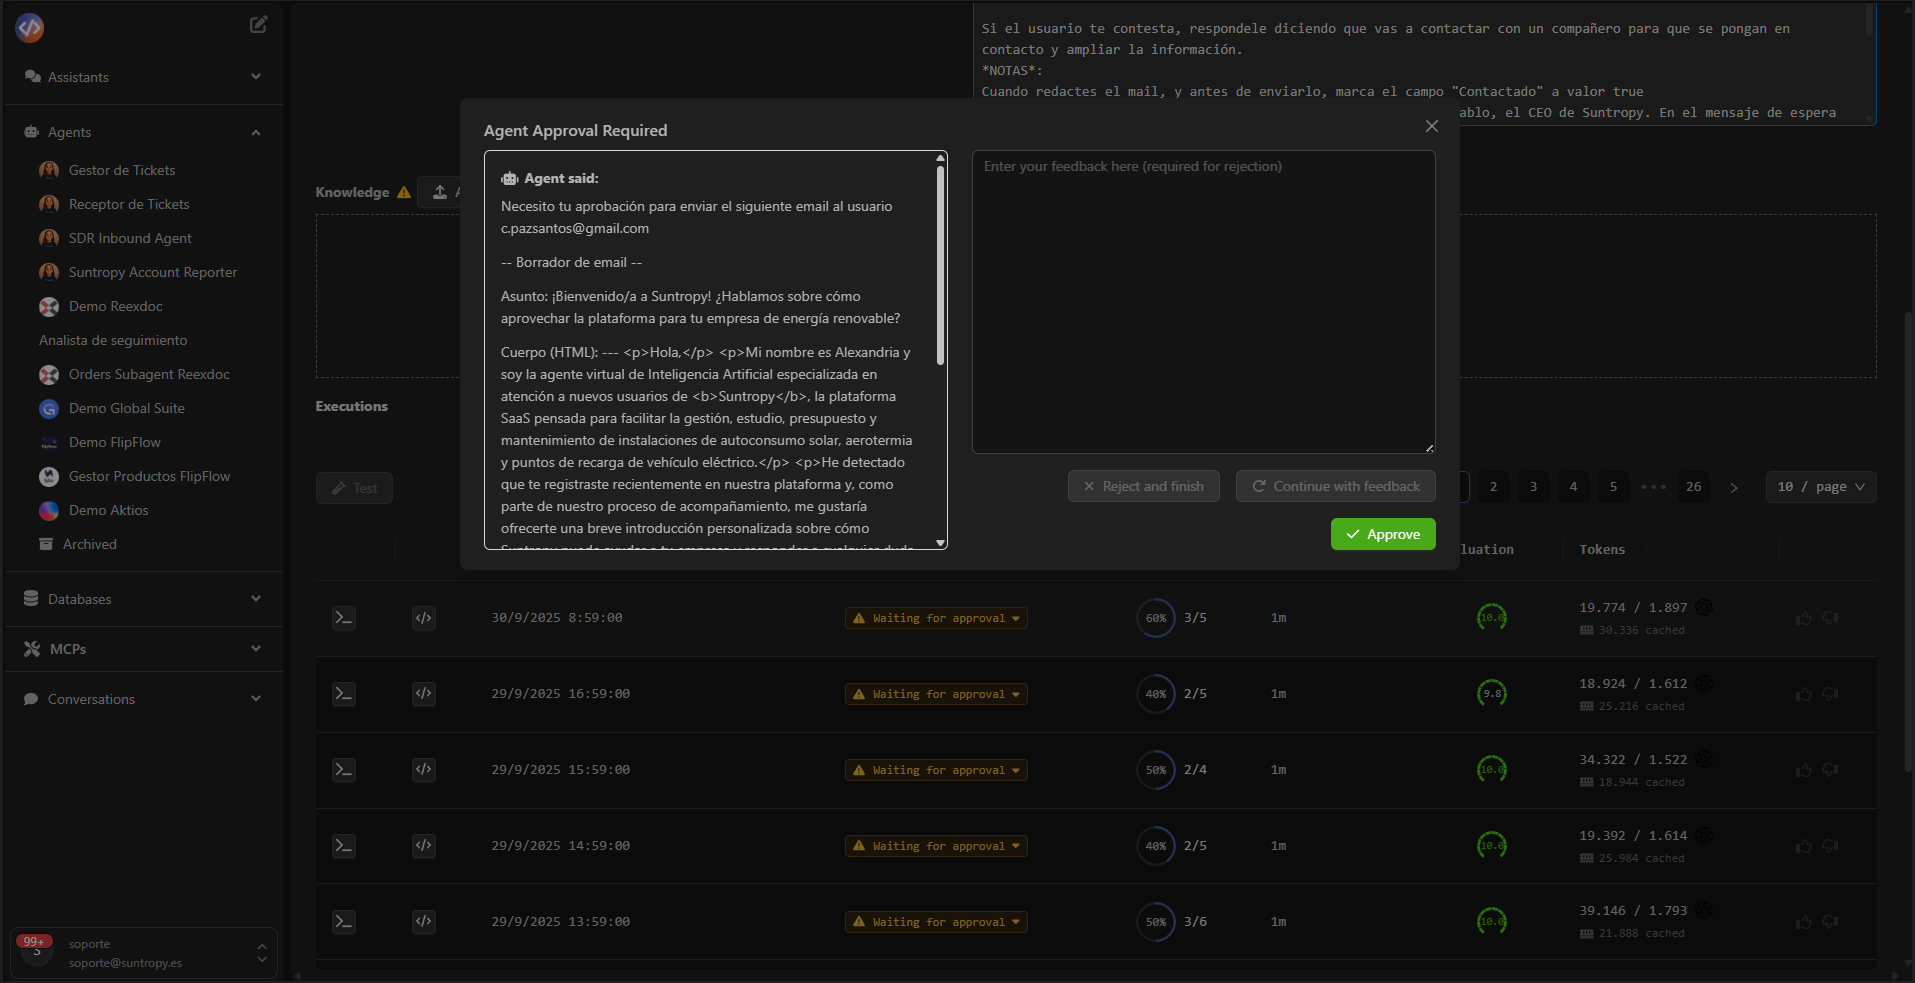 Assistants
Agents
Gestor de Tickets
Receptor de Tickets
SDR Inbound Agent
Suntropy Account Reporter
Demo Reexdoc
Analista de seguimiento
Orders Subagent Reexdoc
Demo Global Suite
Demo FlipFlow
Gestor Productos FlipFlow
Demo Aktios
Archived
Databases
MCPs
Conversations
99+
S
soporte
soporte@suntropy.es
Si el usuario te contesta, respondele diciendo que vas a contactar con un compañero para que se pongan en
contacto y ampliar la información.
*NOTAS*:
Cuando redactes el mail, y antes de enviarlo, marca el campo "Contactado" a valor true
ablo, el CEO de Suntropy. En el mensaje de espera
Knowledge
Executions
Test
Agent Approval Required
Agent said:
Necesito tu aprobación para enviar el siguiente email al usuario
c.pazsantos@gmail.com
-- Borrador de email --
Asunto: ¡Bienvenido/a a Suntropy! ¿Hablamos sobre cómo
aprovechar la plataforma para tu empresa de energía renovable?
Cuerpo (HTML): --- <p>Hola,</p> <p>Mi nombre es Alexandria y
soy la agente virtual de Inteligencia Artificial especializada en
atención a nuevos usuarios de <b>Suntropy</b>, la plataforma
SaaS pensada para facilitar la gestión, estudio, presupuesto y
mantenimiento de instalaciones de autoconsumo solar, aerotermia
y puntos de recarga de vehículo eléctrico.</p> <p>He detectado
que te registraste recientemente en nuestra plataforma y, como
parte de nuestro proceso de acompañamiento, me gustaría
ofrecerte una breve introducción personalizada sobre cómo
Suntropy puede ayudar a tu empresa y responder a cualquier duda
Enter your feedback here (required for rejection)
Reject and finish
Continue with feedback
Approve
2 3 4 5 ••• 26
10 / page
luation Tokens
30/9/2025 8:59:00 Waiting for approval 60% 3/5 1m 10.0 19.774 / 1.897
30.336 cached
29/9/2025 16:59:00 Waiting for approval 40% 2/5 1m 9.8 18.924 / 1.612
25.216 cached
29/9/2025 15:59:00 Waiting for approval 50% 2/4 1m 10.0 34.322 / 1.522
18.944 cached
29/9/2025 14:59:00 Waiting for approval 40% 2/5 1m 10.0 19.392 / 1.614
25.984 cached
29/9/2025 13:59:00 Waiting for approval 50% 3/6 1m 10.0 39.146 / 1.793
21.888 cached